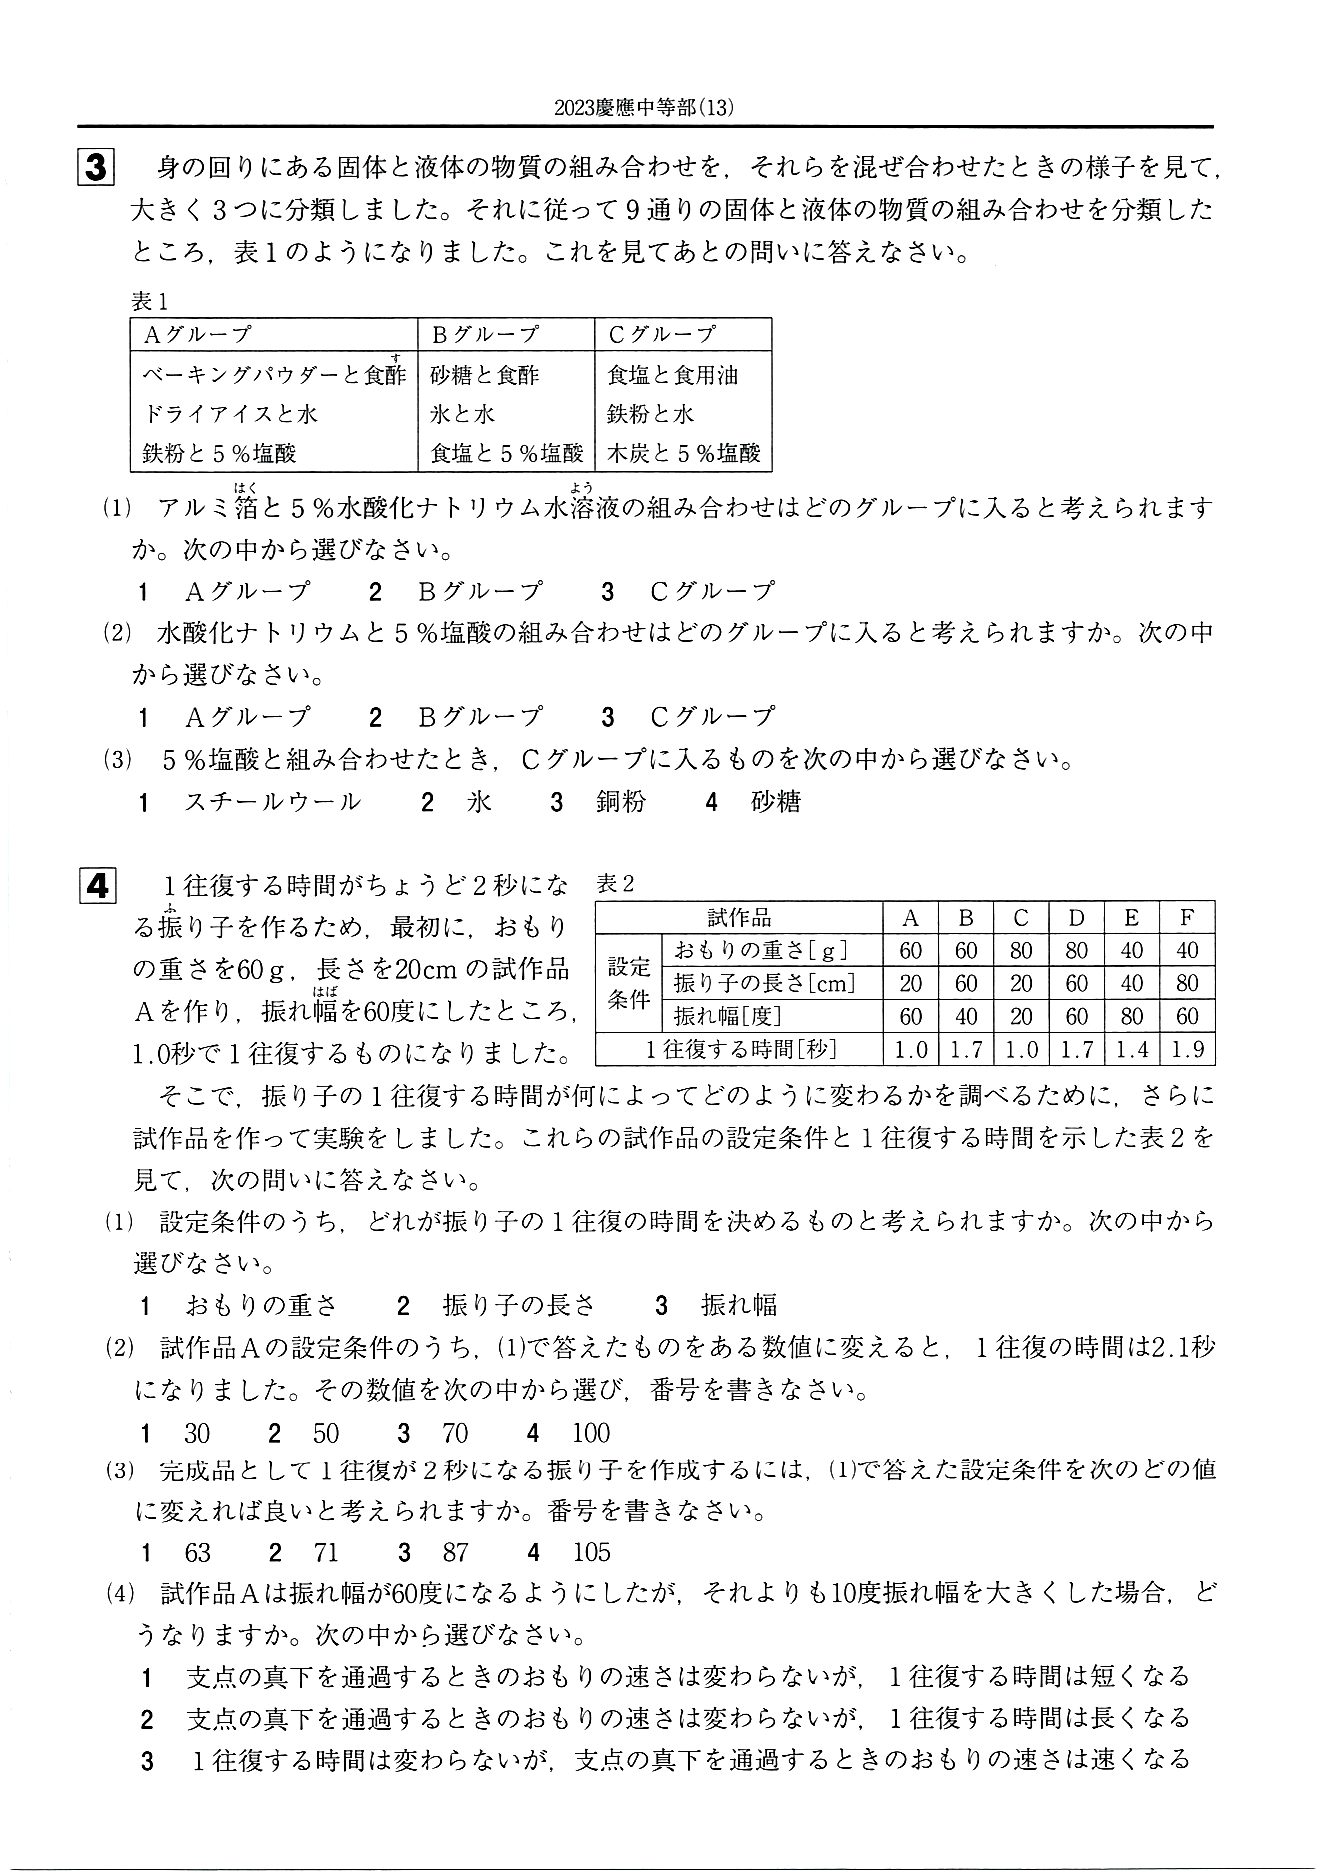 2023慶應中等部(13)
3 身の回りにある固体と液体の物質の組み合わせを，それらを混ぜ合わせたときの様子を見て，
大きく３つに分類しました。それに従って９通りの固体と液体の物質の組み合わせを分類した
ところ，表１のようになりました。これを見てあとの問いに答えなさい。
表１
Ａグループ Ｂグループ Ｃグループ
ベーキングパウダーと食酢(す) 砂糖と食酢 食塩と食用油
ドライアイスと水 氷と水 鉄粉と水
鉄粉と５％塩酸 食塩と５％塩酸 木炭と５％塩酸
(1) アルミ箔(はく)と５％水酸化ナトリウム水溶(よう)液の組み合わせはどのグループに入ると考えられます
か。次の中から選びなさい。
1 Ａグループ 2 Ｂグループ 3 Ｃグループ
(2) 水酸化ナトリウムと５％塩酸の組み合わせはどのグループに入ると考えられますか。次の中
から選びなさい。
1 Ａグループ 2 Ｂグループ 3 Ｃグループ
(3) ５％塩酸と組み合わせたとき，Ｃグループに入るものを次の中から選びなさい。
1 スチールウール 2 氷 3 銅粉 4 砂糖
4 １往復する時間がちょうど２秒にな
る振(ふ)り子を作るため，最初に，おもり
の重さを60ｇ，長さを20cmの試作品
Ａを作り，振れ幅(はば)を60度にしたところ，
1.0秒で１往復するものになりました。
表２
試作品 A B C D E F
設定条件 おもりの重さ[ｇ] 60 60 80 80 40 40
振り子の長さ[cm] 20 60 20 60 40 80
振れ幅[度] 60 40 20 60 80 60
１往復する時間[秒] 1.0 1.7 1.0 1.7 1.4 1.9
そこで，振り子の１往復する時間が何によってどのように変わるかを調べるために，さらに
試作品を作って実験をしました。これらの試作品の設定条件と１往復する時間を示した表２を
見て，次の問いに答えなさい。
(1) 設定条件のうち，どれが振り子の１往復の時間を決めるものと考えられますか。次の中から
選びなさい。
1 おもりの重さ 2 振り子の長さ 3 振れ幅
(2) 試作品Ａの設定条件のうち，(1)で答えたものをある数値に変えると，１往復の時間は2.1秒
になりました。その数値を次の中から選び，番号を書きなさい。
1 30 2 50 3 70 4 100
(3) 完成品として１往復が２秒になる振り子を作成するには，(1)で答えた設定条件を次のどの値
に変えれば良いと考えられますか。番号を書きなさい。
1 63 2 71 3 87 4 105
(4) 試作品Ａは振れ幅が60度になるようにしたが，それよりも10度振れ幅を大きくした場合，ど
うなりますか。次の中から選びなさい。
1 支点の真下を通過するときのおもりの速さは変わらないが，１往復する時間は短くなる
2 支点の真下を通過するときのおもりの速さは変わらないが，１往復する時間は長くなる
3 １往復する時間は変わらないが，支点の真下を通過するときのおもりの速さは速くなる